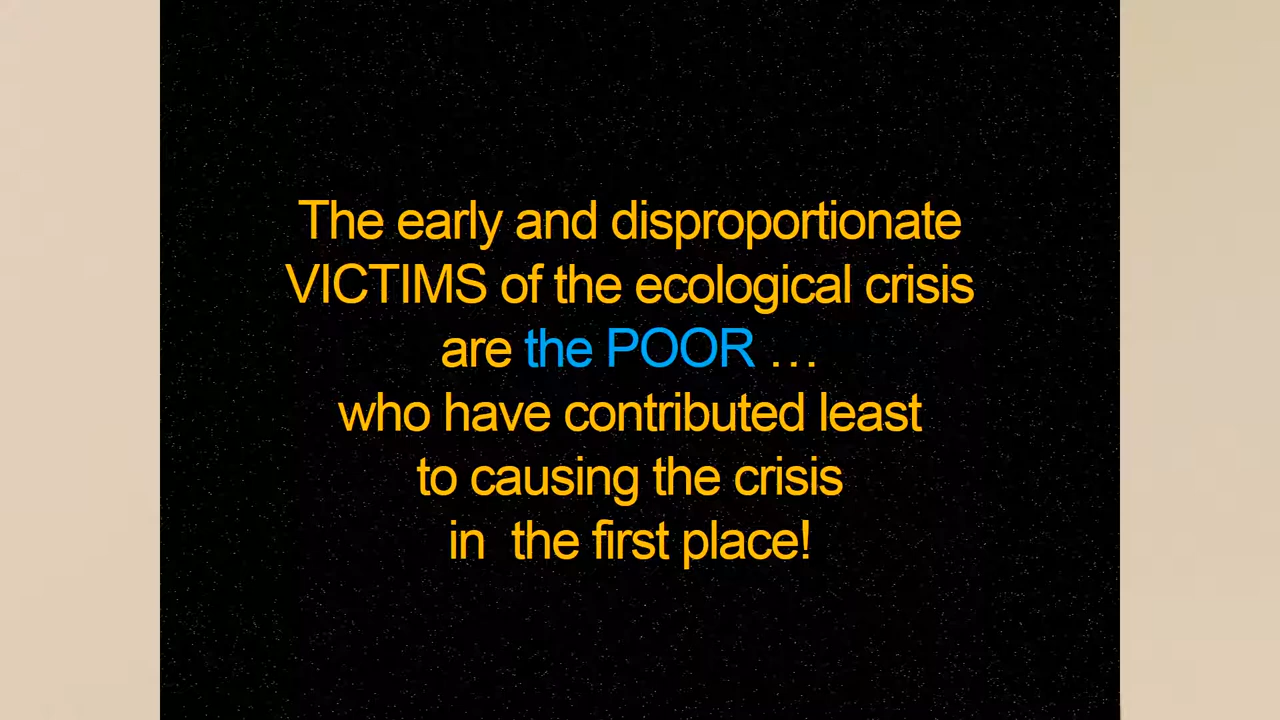 The early and disproportionate
VICTIMS of the ecological crisis
are the POOR …
who have contributed least
to causing the crisis
in  the first place!